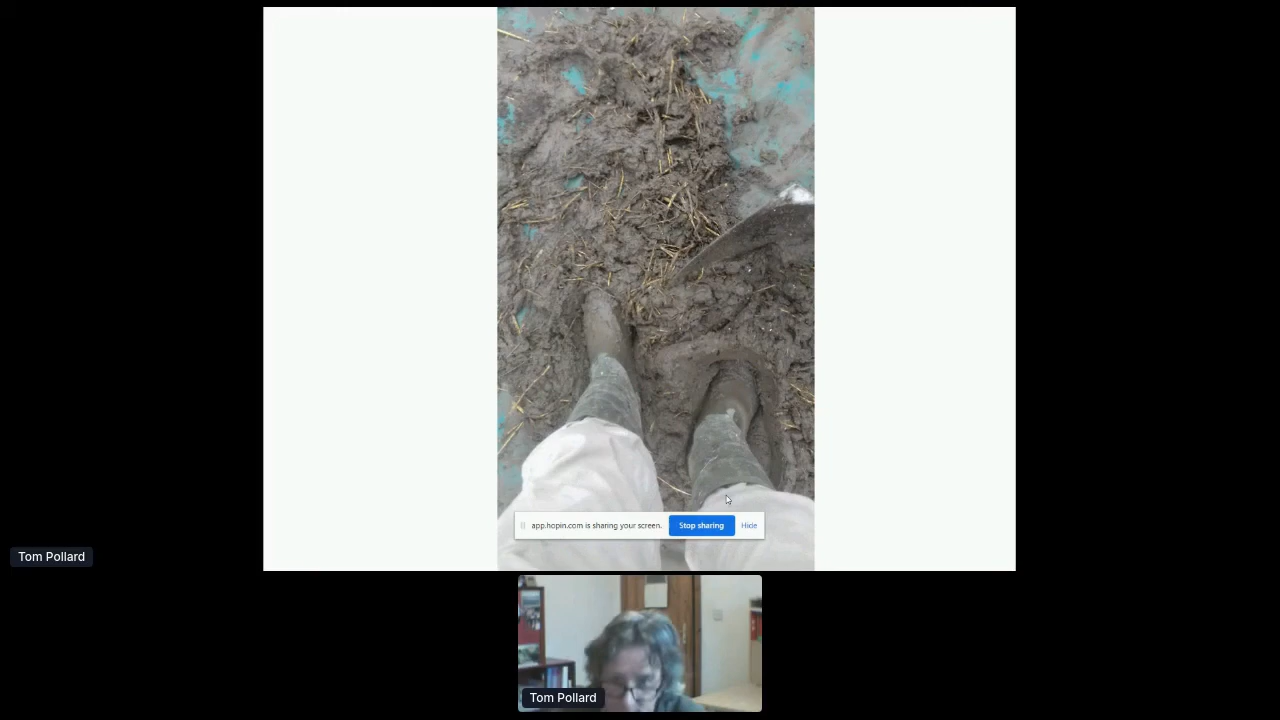 app.hopin.com is sharing your screen.
Stop sharing
Hide
Tom Pollard
Tom Pollard